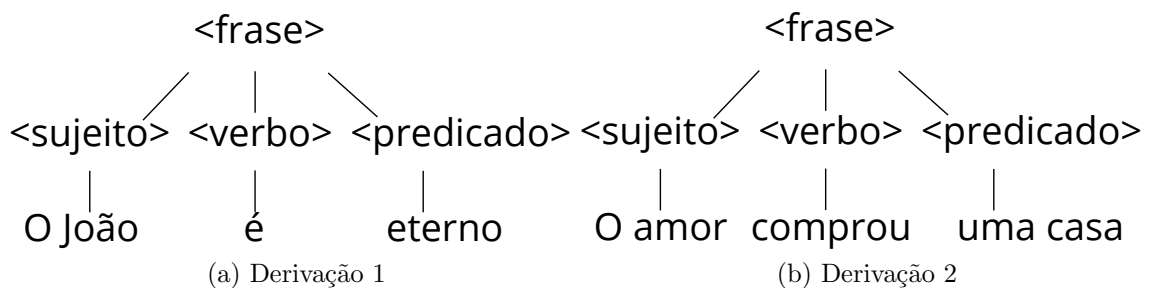 <frase>
<sujeito> <verbo> <predicado>
O João é eterno
(a) Derivação 1
<frase>
<sujeito> <verbo> <predicado>
O amor comprou uma casa
(b) Derivação 2